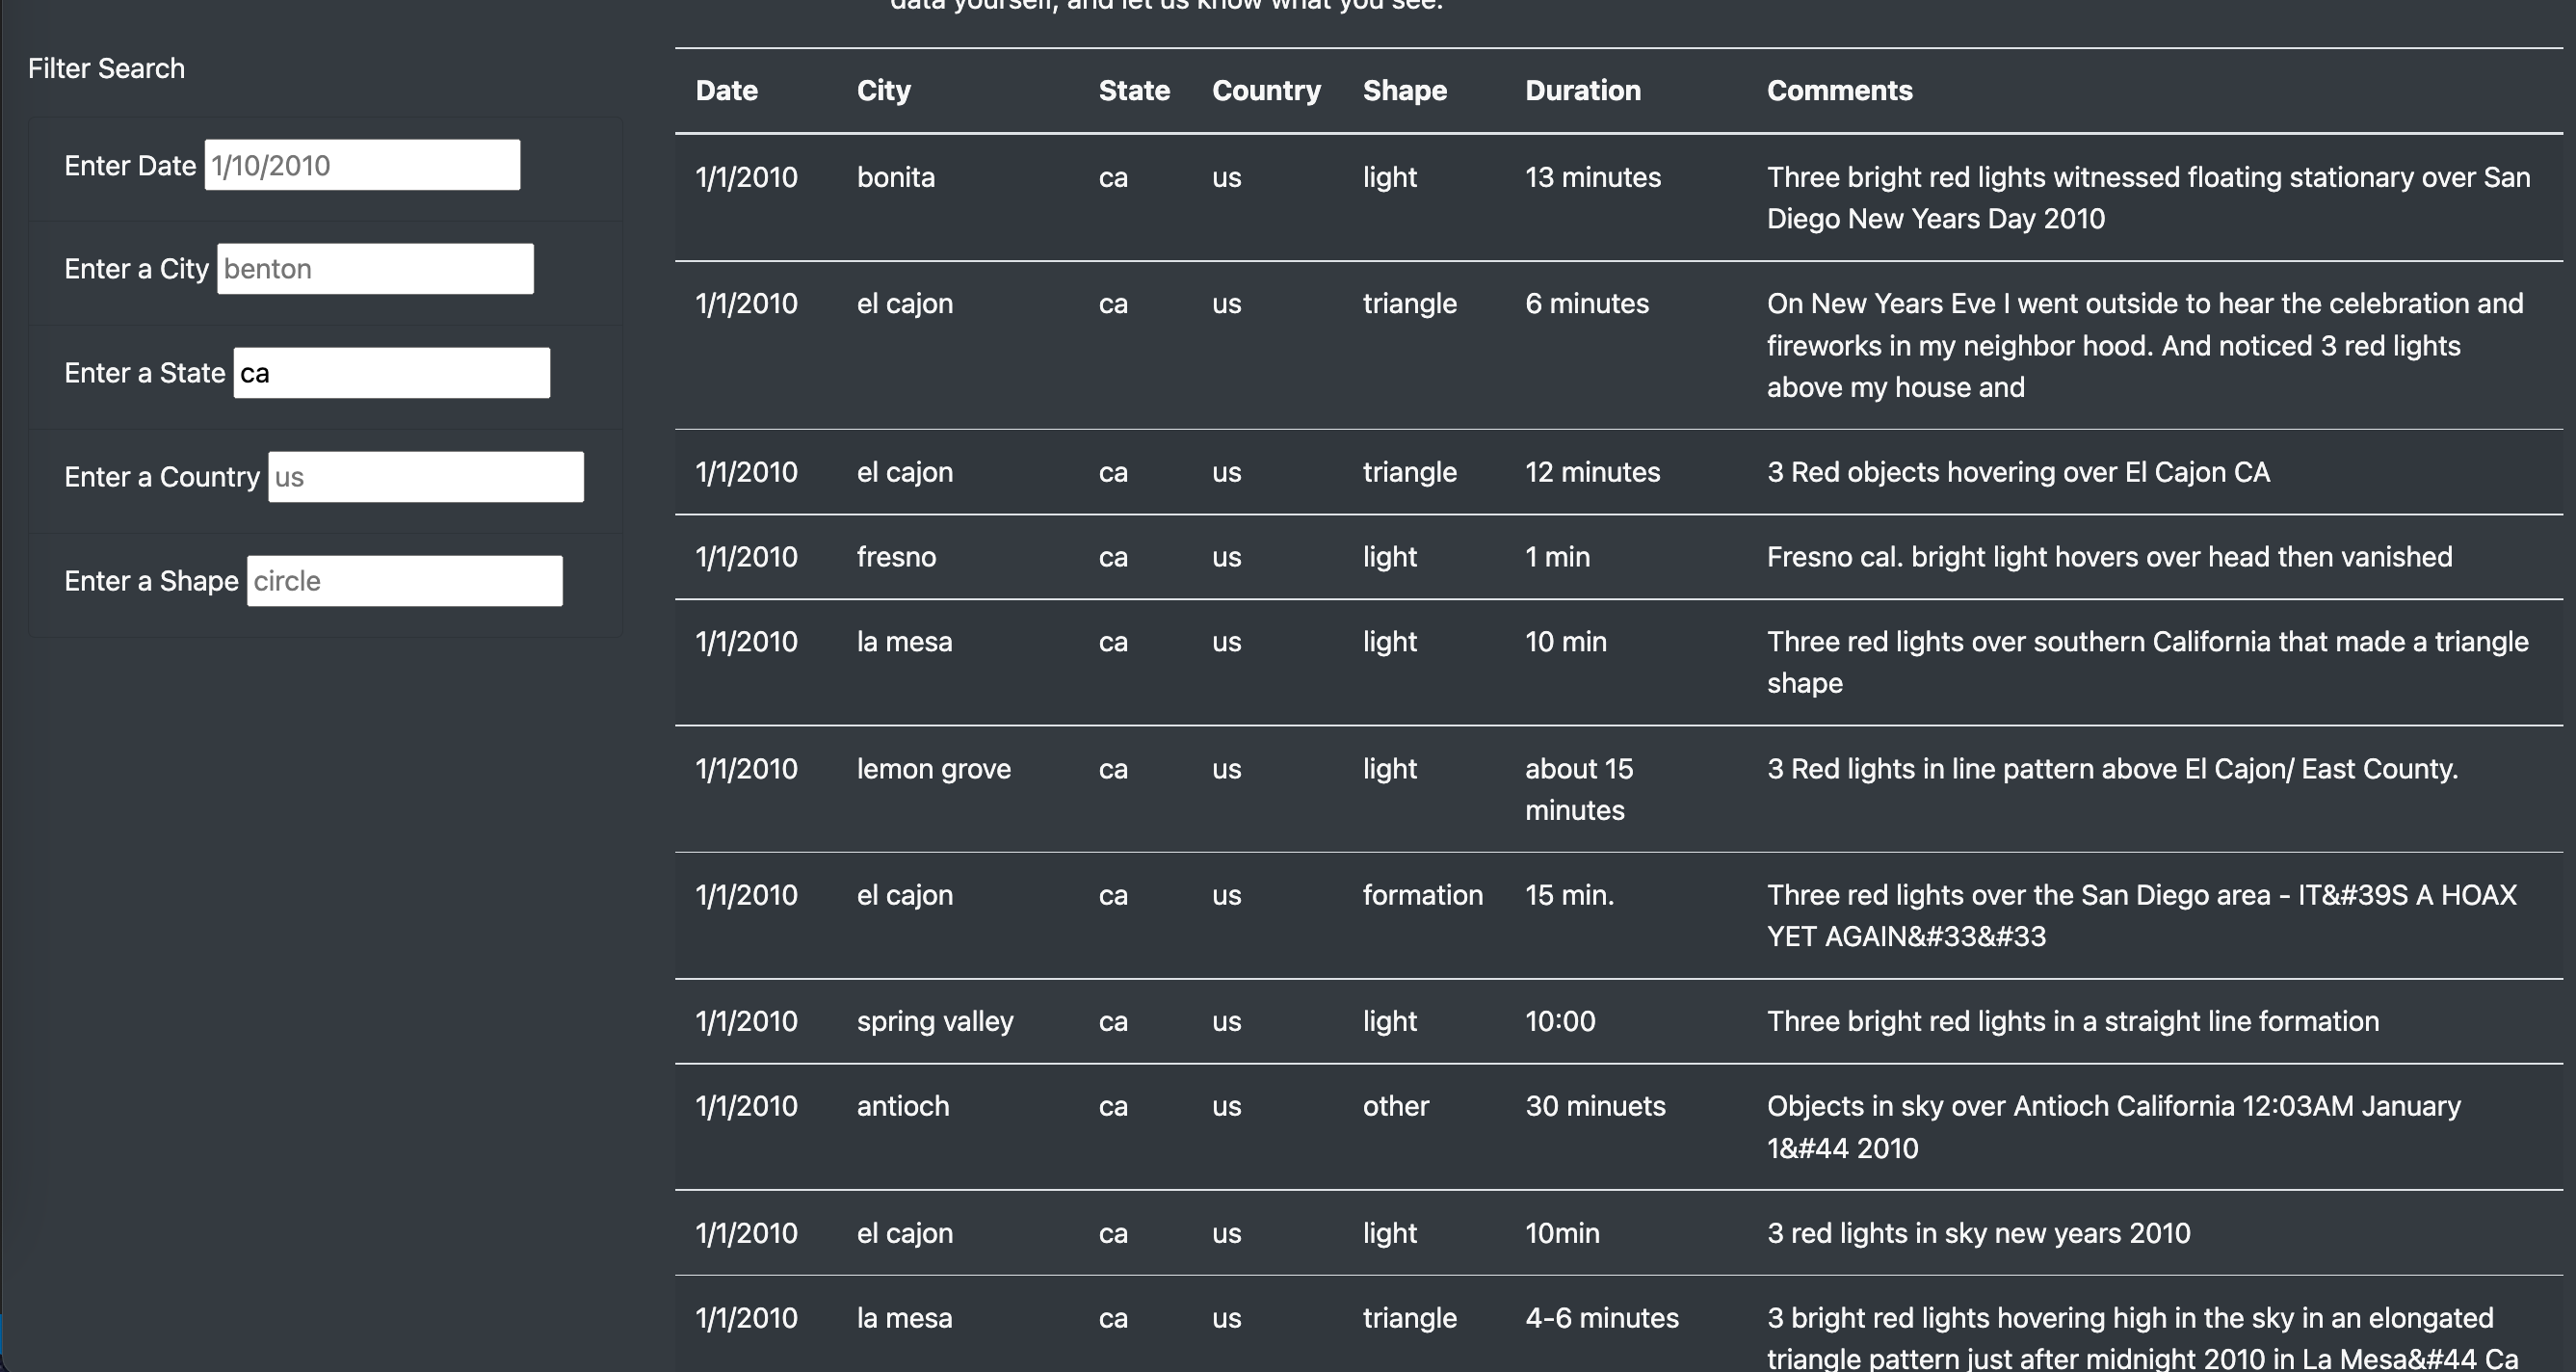 data yourself, and let us know what you see.
Filter Search
Enter Date 1/10/2010
Enter a City benton
Enter a State ca
Enter a Country us
Enter a Shape circle
Date City State Country Shape Duration Comments
1/1/2010 bonita ca us light 13 minutes Three bright red lights witnessed floating stationary over San
Diego New Years Day 2010
1/1/2010 el cajon ca us triangle 6 minutes On New Years Eve I went outside to hear the celebration and
fireworks in my neighbor hood. And noticed 3 red lights
above my house and
1/1/2010 el cajon ca us triangle 12 minutes 3 Red objects hovering over El Cajon CA
1/1/2010 fresno ca us light 1 min Fresno cal. bright light hovers over head then vanished
1/1/2010 la mesa ca us light 10 min Three red lights over southern California that made a triangle
shape
1/1/2010 lemon grove ca us light about 15 3 Red lights in line pattern above El Cajon/ East County.
minutes
1/1/2010 el cajon ca us formation 15 min. Three red lights over the San Diego area - IT&#39S A HOAX
YET AGAIN&#33&#33
1/1/2010 spring valley ca us light 10:00 Three bright red lights in a straight line formation
1/1/2010 antioch ca us other 30 minuets Objects in sky over Antioch California 12:03AM January
1&#44 2010
1/1/2010 el cajon ca us light 10min 3 red lights in sky new years 2010
1/1/2010 la mesa ca us triangle 4-6 minutes 3 bright red lights hovering high in the sky in an elongated
triangle pattern just after midnight 2010 in La Mesa&#44 Ca